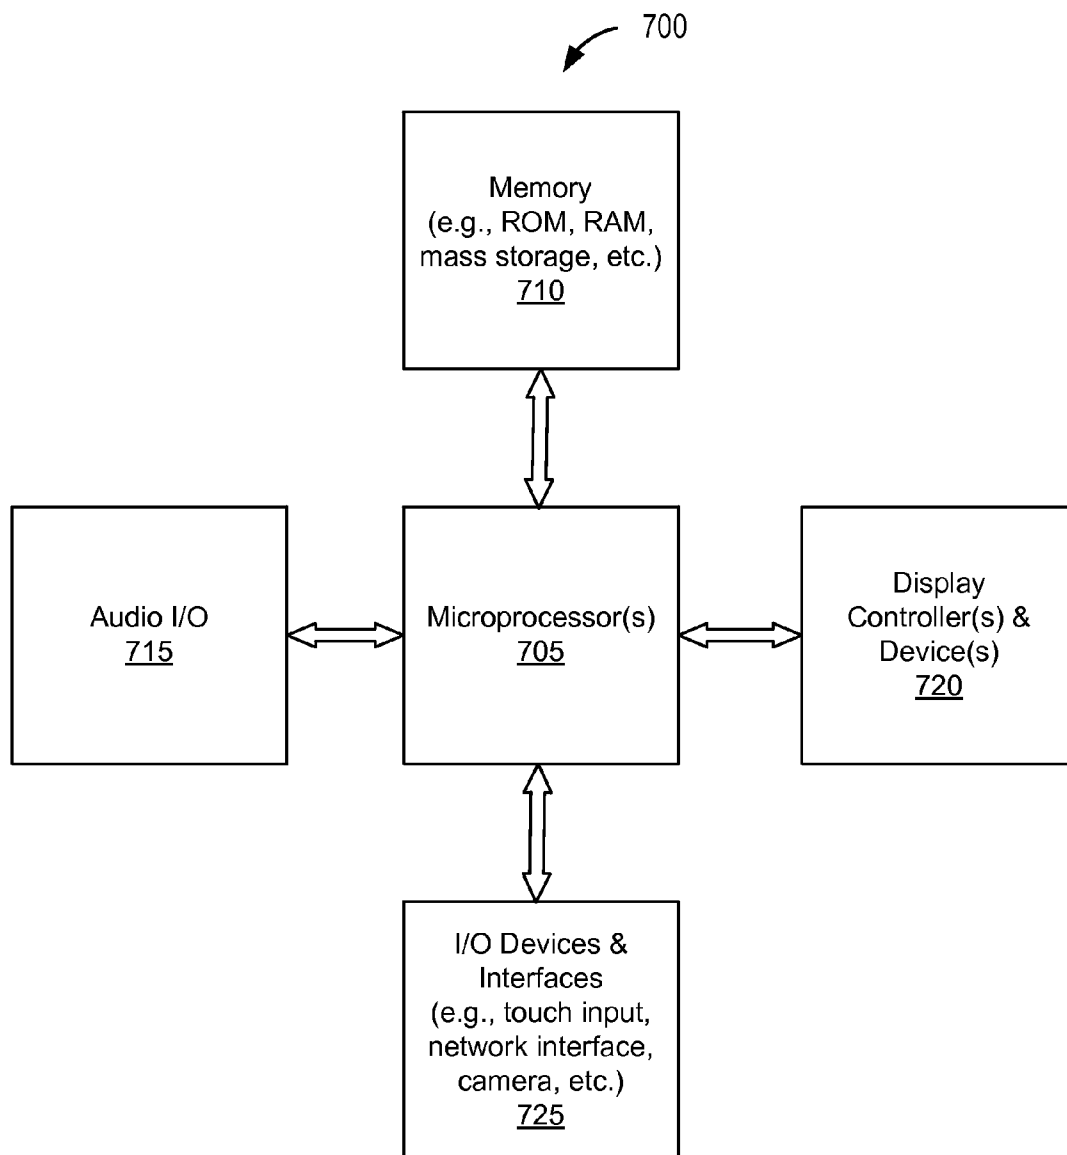 700
Memory
(e.g., ROM, RAM,
mass storage, etc.)
710
Audio I/O
715
Microprocessor(s)
705
Display
Controller(s) &
Device(s)
720
I/O Devices &
Interfaces
(e.g., touch input,
network interface,
camera, etc.)
725